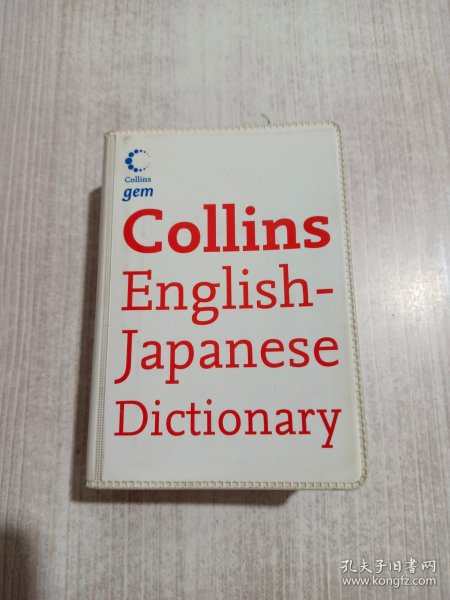 Collins
gem
Collins
English-
Japanese
Dictionary
孔夫子旧书网
www.kongfz.com